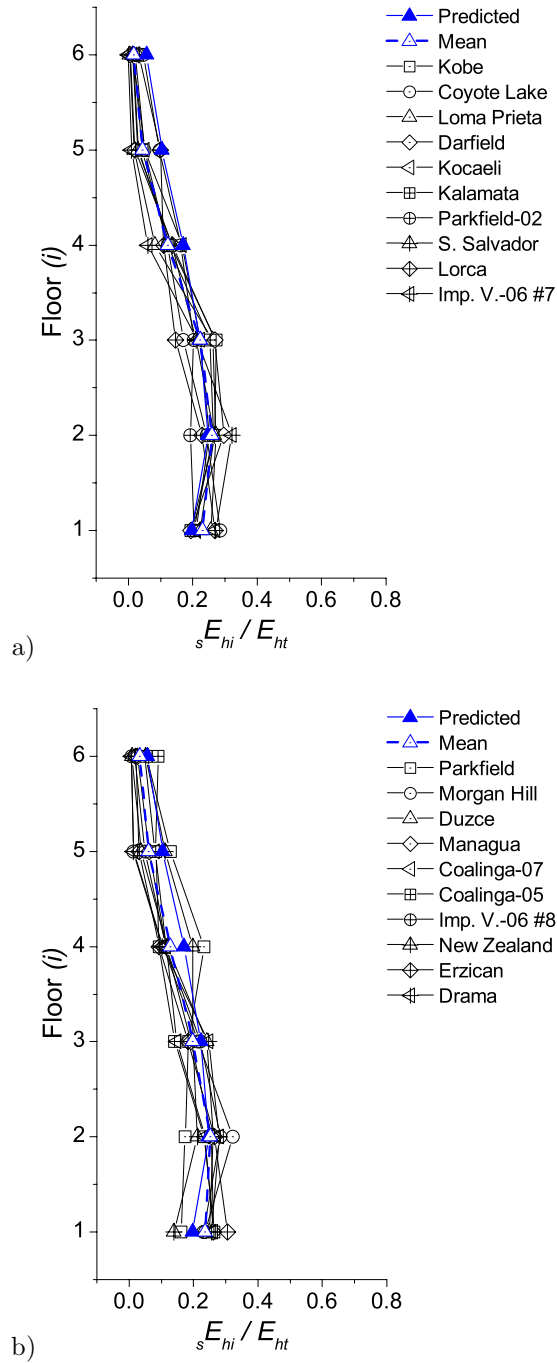 Predicted
Mean
Kobe
Coyote Lake
Loma Prieta
Darfield
Kocaeli
Kalamata
Parkfield-02
S. Salvador
Lorca
Imp. V.-06 #7
6
5
4
3
2
1
Floor (i)
0.0 0.2 0.4 0.6 0.8
sEhi / Eht
a)
Predicted
Mean
Parkfield
Morgan Hill
Duzce
Managua
Coalinga-07
Coalinga-05
Imp. V.-06 #8
New Zealand
Erzican
Drama
6
5
4
3
2
1
Floor (i)
0.0 0.2 0.4 0.6 0.8
sEhi / Eht
b)